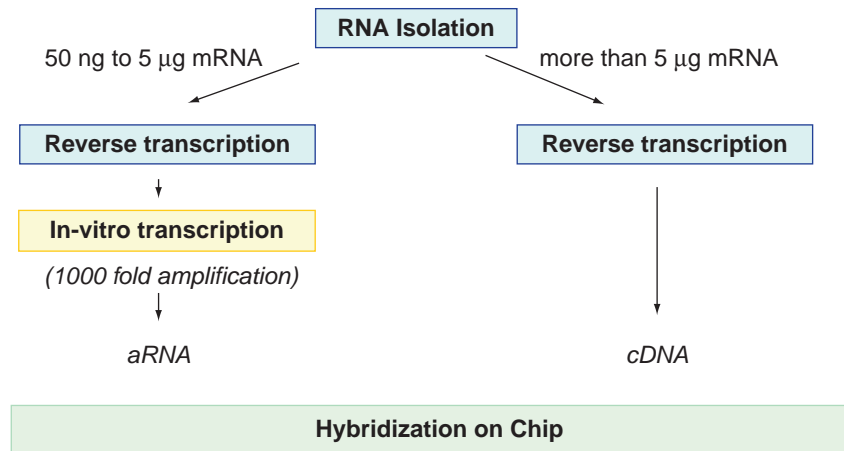 RNA Isolation
50 ng to 5 μg mRNA
more than 5 μg mRNA
Reverse transcription
Reverse transcription
In-vitro transcription
(1000 fold amplification)
aRNA
cDNA
Hybridization on Chip